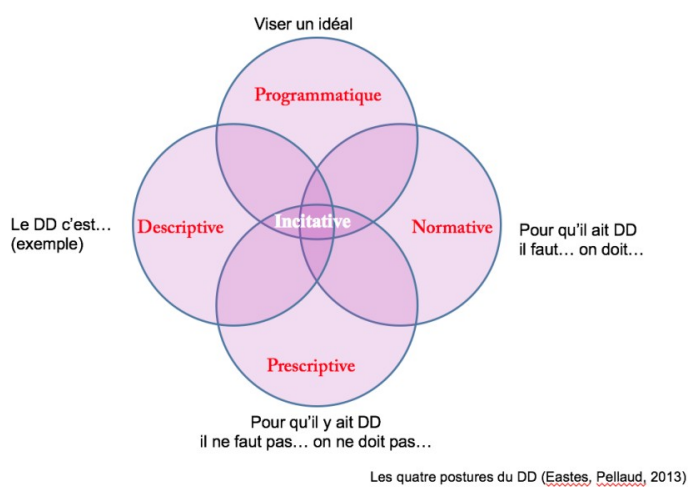 Viser un idéal
Programmatique
Le DD c'est…
(exemple)
Descriptive
Incitative
Normative
Pour qu'il ait DD
il faut… on doit…
Prescriptive
Pour qu'il y ait DD
il ne faut pas… on ne doit pas…
Les quatre postures du DD (Eastes, Pellaud, 2013)